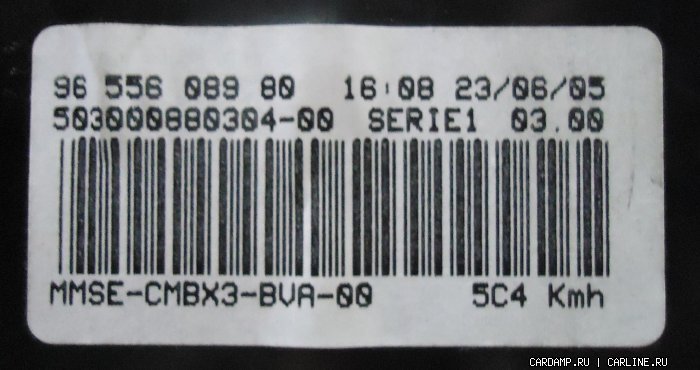 96 556 089 80 16:08 23/06/05
503000880304-00 SERIE1 03.00
MMSE-CMBX3-BVA-00 5C4 Kmh
CARDAMP.RU | CARLINE.RU